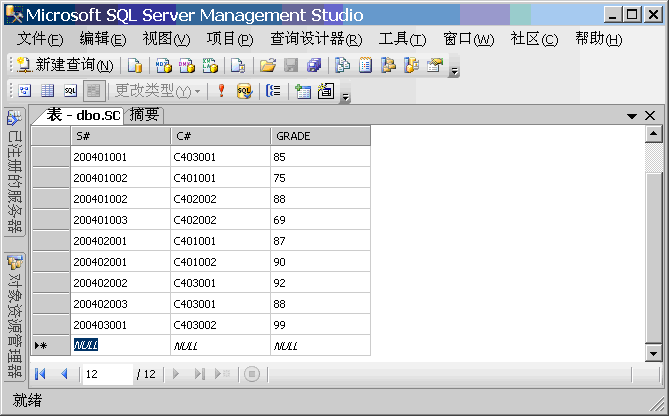 Microsoft SQL Server Management Studio
文件(F) 编辑(E) 视图(V) 项目(P) 查询设计器(R) 工具(T) 窗口(W) 社区(C) 帮助(H)
新建查询(N)
SQL 更改类型(Y) SQL
表 - dbo.SC 摘要
已注册的服务器
对象资源管理器
S# C# GRADE
200401001 C403001 85
200401002 C401001 75
200401002 C402002 88
200401003 C402002 69
200402001 C401001 87
200402001 C401002 90
200402002 C403001 92
200402003 C403001 88
200403001 C403002 99
NULL NULL NULL
12 / 12
就绪